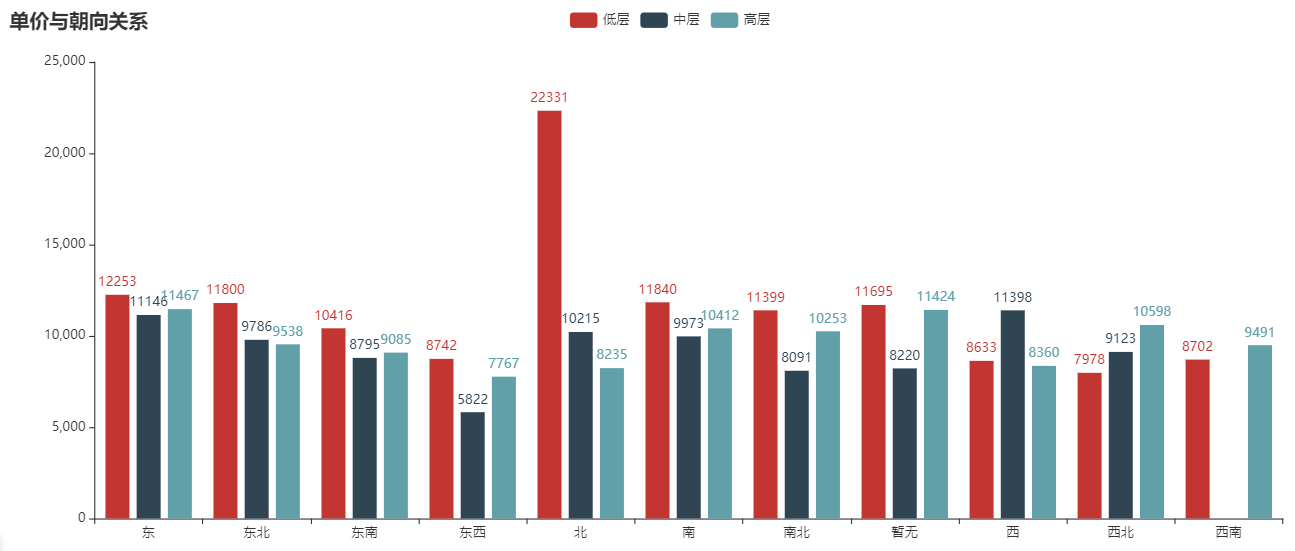 单价与朝向关系
低层 中层 高层
25,000
20,000
15,000
10,000
5,000
0
12253 11146 11467
11800 9786 9538
10416 8795 9085
8742 5822 7767
22331 10215 8235
11840 9973 10412
11399 8091 10253
11695 8220 11424
8633 11398 8360
7978 9123 10598
8702 9491
东 东北 东南 东西 北 南 南北 暂无 西 西北 西南